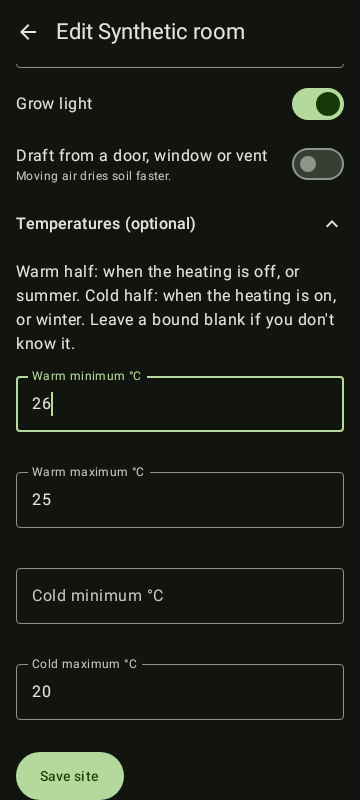 Edit Synthetic room
Grow light
Draft from a door, window or vent
Moving air dries soil faster.
Temperatures (optional)
Warm half: when the heating is off, or
summer. Cold half: when the heating is on,
or winter. Leave a bound blank if you don't
know it.
Warm minimum °C
26
Warm maximum °C
25
Cold minimum °C
Cold maximum °C
20
Save site